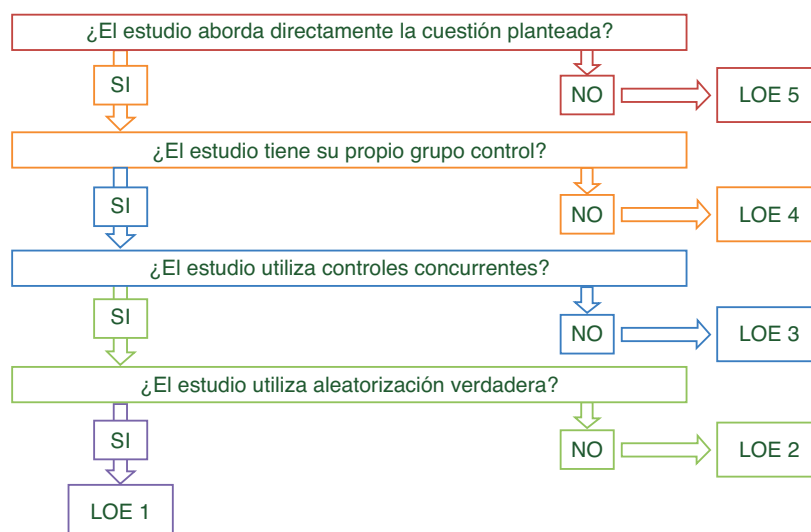 ¿El estudio aborda directamente la cuestión planteada?
SI
NO
LOE 5
¿El estudio tiene su propio grupo control?
SI
NO
LOE 4
¿El estudio utiliza controles concurrentes?
SI
NO
LOE 3
¿El estudio utiliza aleatorización verdadera?
SI
NO
LOE 2
LOE 1